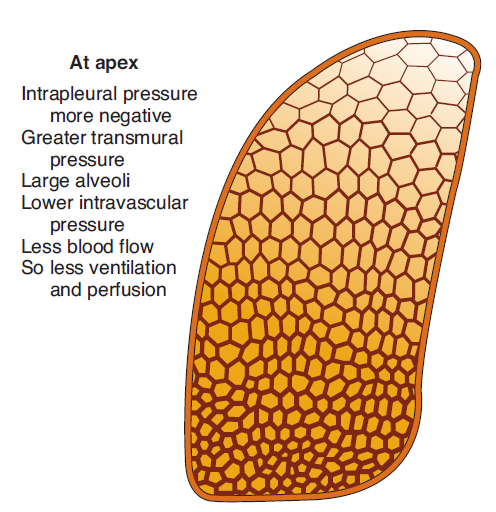 At apex
Intrapleural pressure
more negative
Greater transmural
pressure
Large alveoli
Lower intravascular
pressure
Less blood flow
So less ventilation
and perfusion